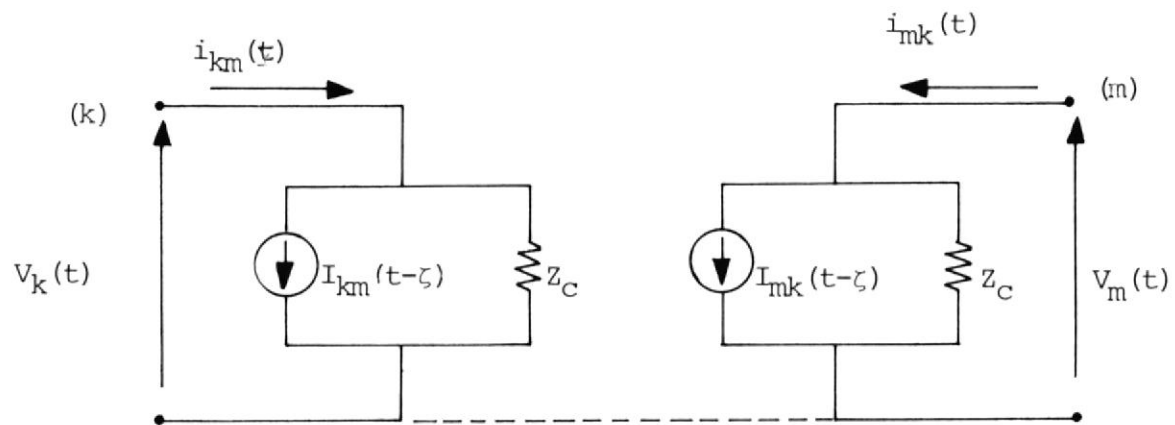 i_km(t)
i_mk(t)
(k)
(m)
V_k(t)
I_km(t-ζ)
Z_C
I_mk(t-ζ)
Z_C
V_m(t)